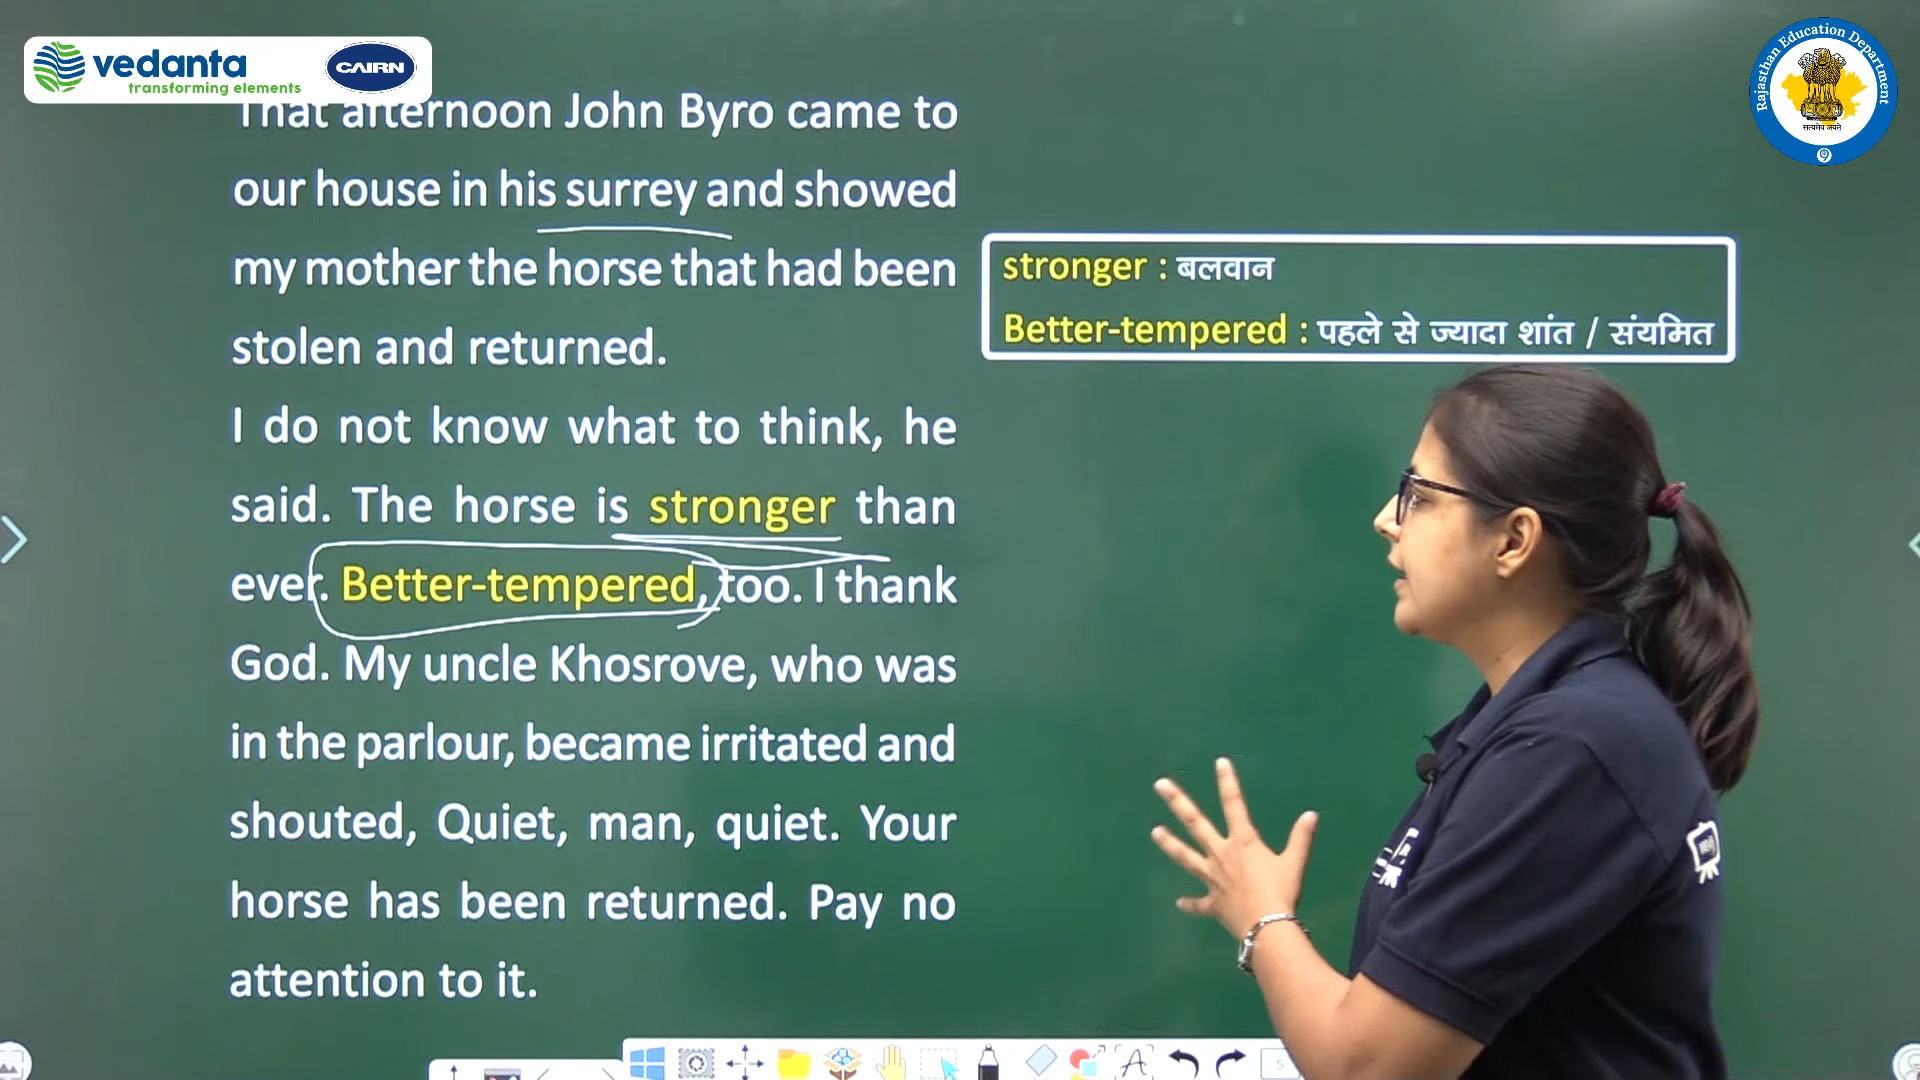 vedanta
transforming elements
CAIRN
Rajasthan Education Department
सत्यमेव जयते
That afternoon John Byro came to
our house in his surrey and showed
my mother the horse that had been
stolen and returned.
I do not know what to think, he
said. The horse is stronger than
ever. Better-tempered, too. I thank
God. My uncle Khosrove, who was
in the parlour, became irritated and
shouted, Quiet, man, quiet. Your
horse has been returned. Pay no
attention to it.
stronger : बलवान
Better-tempered : पहले से ज्यादा शांत / संयमित
A
5